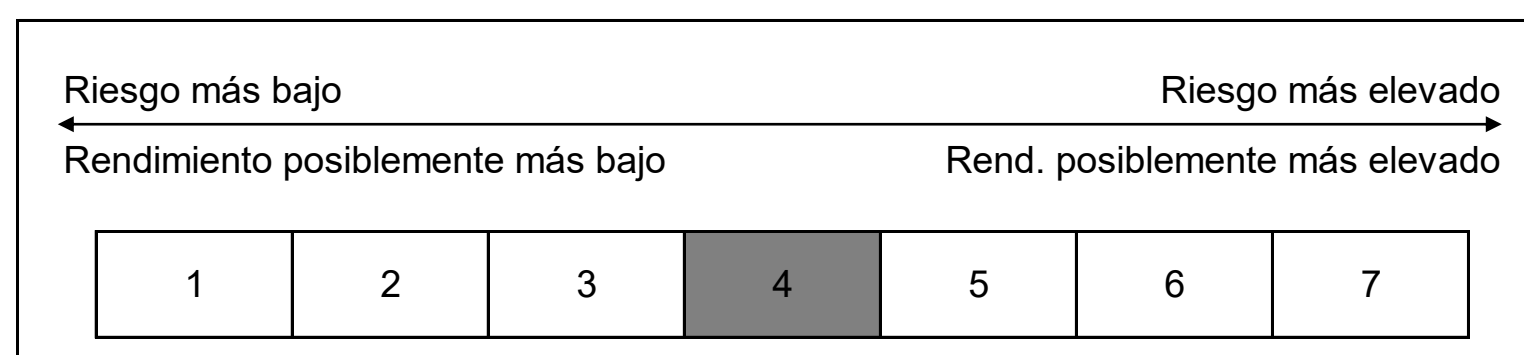 Riesgo más bajo Riesgo más elevado
Rendimiento posiblemente más bajo Rend. posiblemente más elevado
1 2 3 4 5 6 7